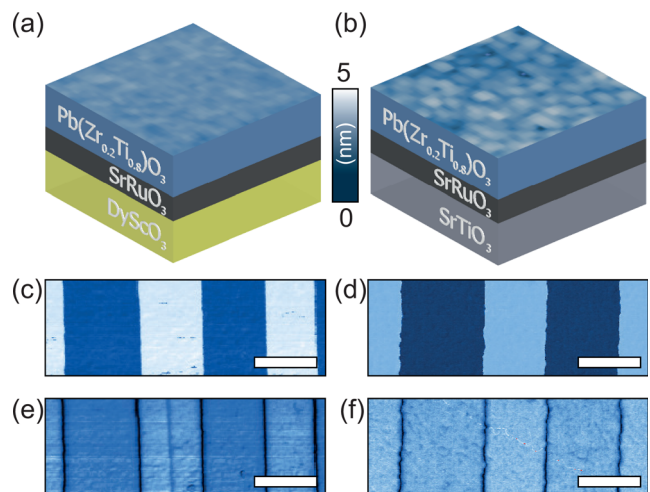 (a)
(b)
Pb(Zr0.2Ti0.8)O3
SrRuO3
DyScO3
5
(nm)
0
Pb(Zr0.2Ti0.8)O3
SrRuO3
SrTiO3
(c)
(d)
(e)
(f)